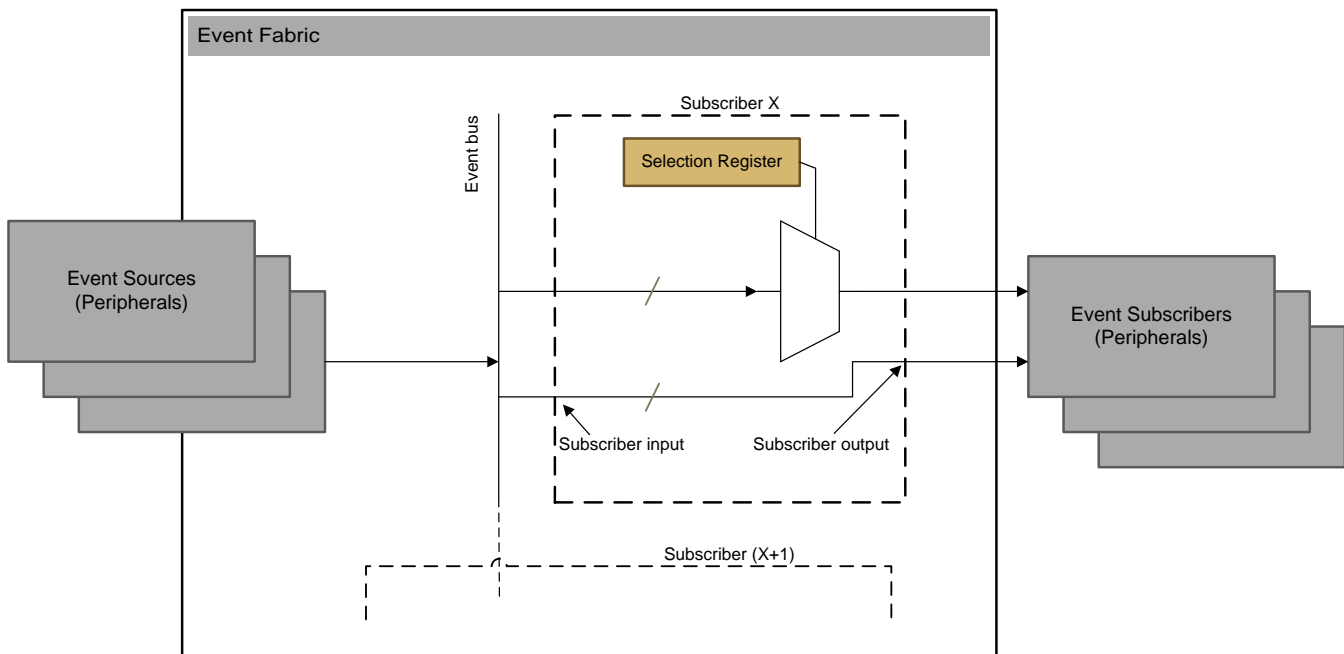 Event Fabric
Subscriber X
Event bus
Selection Register
Event Sources
(Peripherals)
Event Subscribers
(Peripherals)
Subscriber input
Subscriber output
Subscriber (X+1)